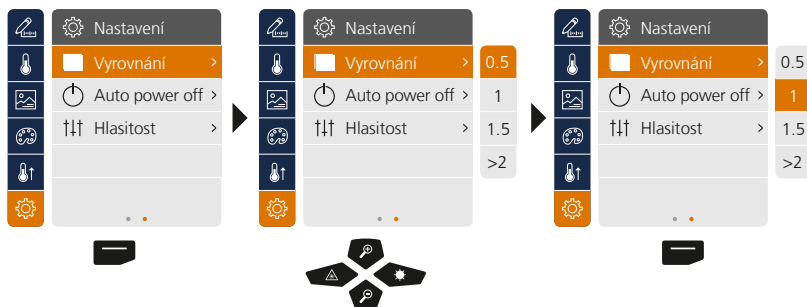 Nastavení
Vyrovnání
Auto power off
Hlasitost
Nastavení
Vyrovnání
0.5
Auto power off
1
Hlasitost
1.5
>2
Nastavení
Vyrovnání
0.5
Auto power off
1
Hlasitost
1.5
>2